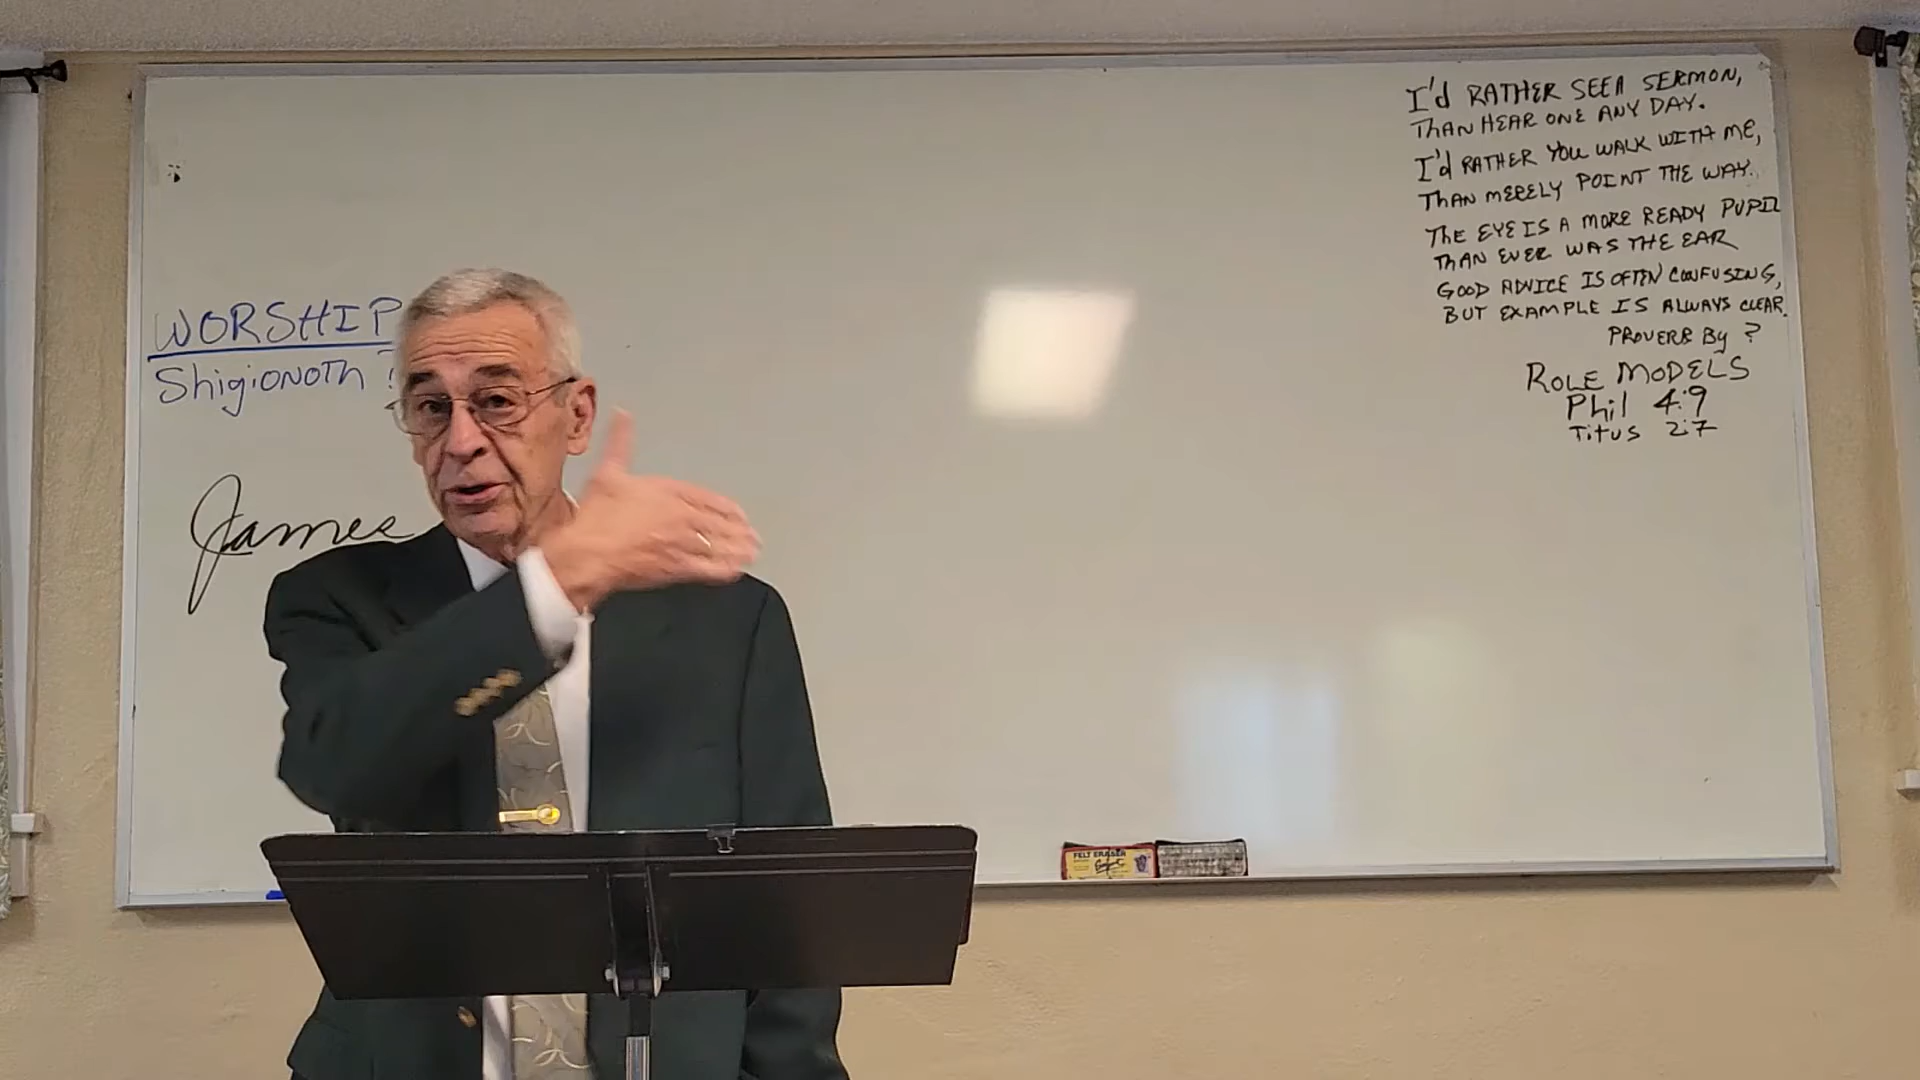 WORSHIP
Shigionoth ?
James
I'd RATHER SEE A SERMON,
THAN HEAR ONE ANY DAY.
I'd RATHER YOU WALK WITH ME,
THAN MERELY POINT THE WAY.
THE EYE IS A MORE READY PUPIL
THAN EVER WAS THE EAR
GOOD ADVICE IS OFTEN CONFUSING,
BUT EXAMPLE IS ALWAYS CLEAR.
PROVERB By ?
ROLE MODELS
Phil 4:9
Titus 2:7
FELT ERASER